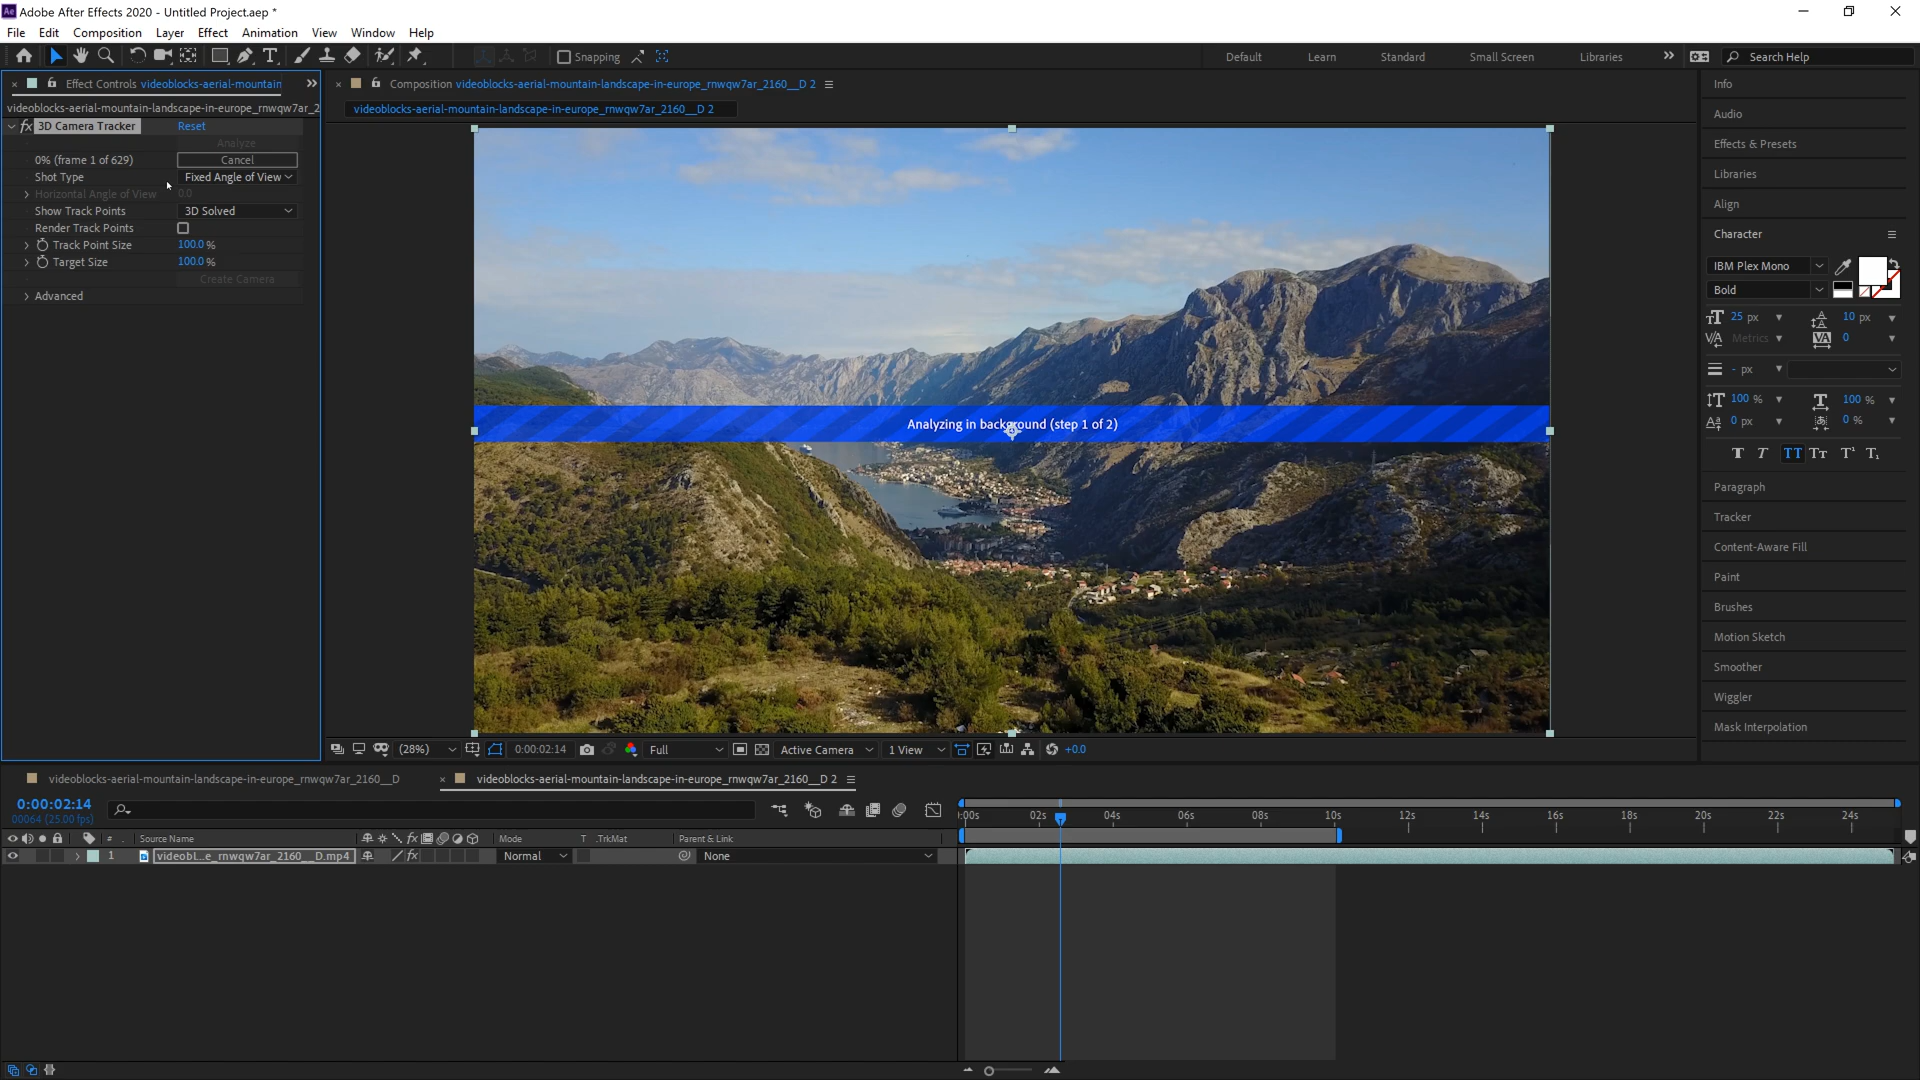 Ae Adobe After Effects 2020 - Untitled Project.aep *
File Edit Composition Layer Effect Animation View Window Help
Snapping
Default Learn Standard Small Screen Libraries Search Help
Effect Controls videoblocks-aerial-mountain
Composition videoblocks-aerial-mountain-landscape-in-europe_rnwqw7ar_2160__D 2
videoblocks-aerial-mountain-landscape-in-europe_rnwqw7ar_2
videoblocks-aerial-mountain-landscape-in-europe_rnwqw7ar_2160__D 2
fx 3D Camera Tracker Reset
Analyze
0% (frame 1 of 629) Cancel
Shot Type Fixed Angle of View
Horizontal Angle of View 0.0
Show Track Points 3D Solved
Render Track Points
Track Point Size 100.0 %
Target Size 100.0 %
Create Camera
Advanced
Analyzing in background (step 1 of 2)
Info
Audio
Effects & Presets
Libraries
Align
Character
IBM Plex Mono
Bold
25 px 10 px
Metrics 0
- px
100 % 100 %
0 px 0 %
T T TT Tt T¹ T₁
Paragraph
Tracker
Content-Aware Fill
Paint
Brushes
Motion Sketch
Smoother
Wiggler
Mask Interpolation
(28%) 0:00:02:14 Full Active Camera 1 View +0.0
videoblocks-aerial-mountain-landscape-in-europe_rnwqw7ar_2160__D
videoblocks-aerial-mountain-landscape-in-europe_rnwqw7ar_2160__D 2
0:00:02:14
00064 (25.00 fps)
):00s 02s 04s 06s 08s 10s 12s 14s 16s 18s 20s 22s 24s
# . Source Name fx Mode T .TrkMat Parent & Link
1 videobl...e_rnwqw7ar_2160__D.mp4 fx Normal None